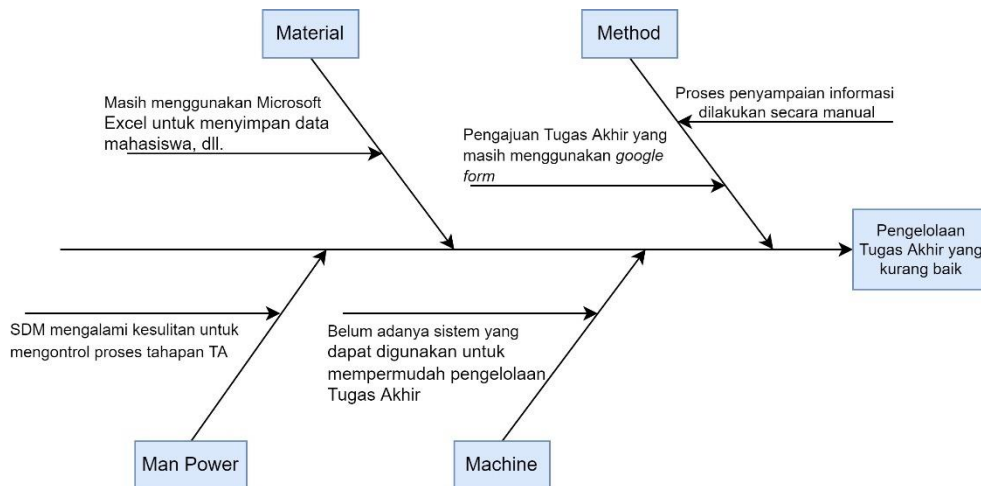 Material
Method
Masih menggunakan Microsoft
Excel untuk menyimpan data
mahasiswa, dll.
Proses penyampaian informasi
dilakukan secara manual
Pengajuan Tugas Akhir yang
masih menggunakan google
form
Pengelolaan
Tugas Akhir yang
kurang baik
SDM mengalami kesulitan untuk
mengontrol proses tahapan TA
Belum adanya sistem yang
dapat digunakan untuk
mempermudah pengelolaan
Tugas Akhir
Man Power
Machine